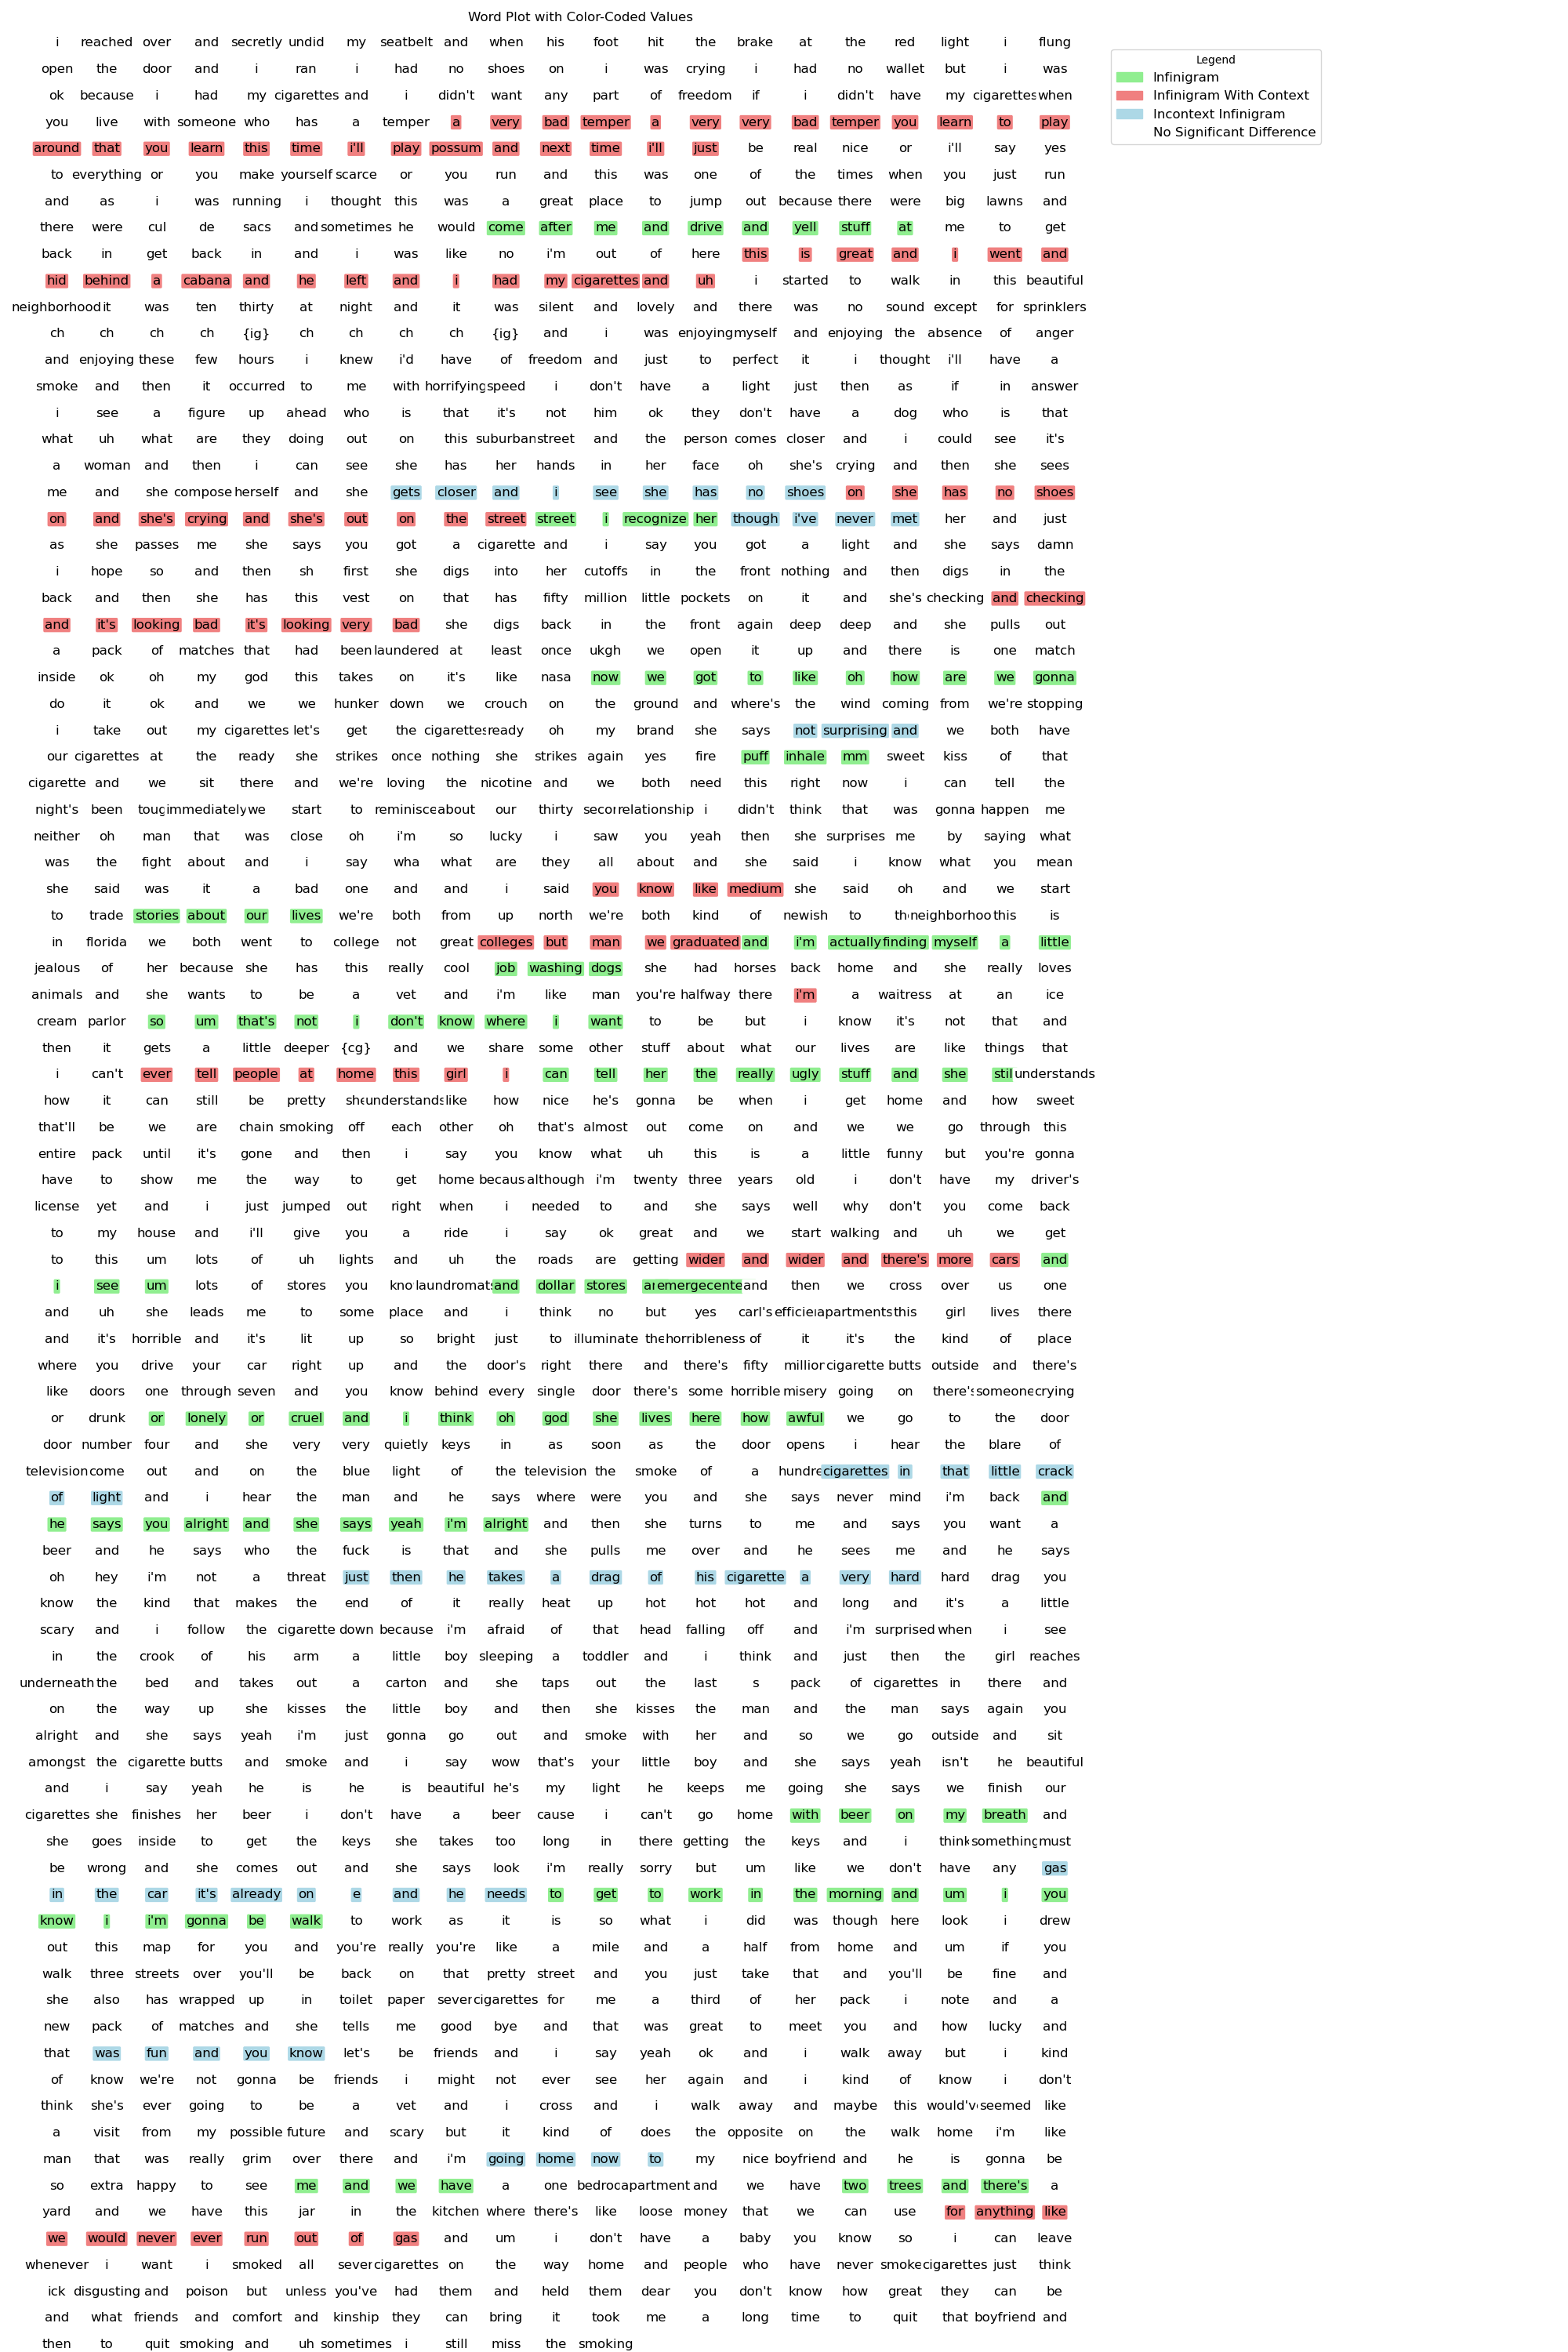 Word Plot with Color-Coded Values
i reached over and secretly undid my seatbelt and when his foot hit the brake at the red light i flung
Legend
open the door and i ran i had no shoes on i was crying i had no wallet but i was
Infinigram
ok because i had my cigarettes and i didn't want any part of freedom if i didn't have my cigarettes when
Infinigram With Context
Incontext Infinigram
you live with someone who has a temper a very bad temper a very very bad temper you learn to play
No Significant Difference
around that you learn this time i'll play possum and next time i'll just be real nice or i'll say yes
to everything or you make yourself scarce or you run and this was one of the times when you just run
and as i was running i thought this was a great place to jump out because there were big lawns and
there were cul de sacs and sometimes he would come after me and drive and yell stuff at me to get
back in get back in and i was like no i'm out of here this is great and i went and
hid behind a cabana and he left and i had my cigarettes and uh i started to walk in this beautiful
neighborhood it was ten thirty at night and it was silent and lovely and there was no sound except for sprinklers
ch ch ch ch {ig} ch ch ch ch {ig} and i was enjoying myself and enjoying the absence of anger
and enjoying these few hours i knew i'd have of freedom and just to perfect it i thought i'll have a
smoke and then it occurred to me with horrifying speed i don't have a light just then as if in answer
i see a figure up ahead who is that it's not him ok they don't have a dog who is that
what uh what are they doing out on this suburban street and the person comes closer and i could see it's
a woman and then i can see she has her hands in her face oh she's crying and then she sees
me and she compose herself and she gets closer and i see she has no shoes on she has no shoes
on and she's crying and she's out on the street street i recognize her though i've never met her and just
as she passes me she says you got a cigarette and i say you got a light and she says damn
i hope so and then sh first she digs into her cutoffs in the front nothing and then digs in the
back and then she has this vest on that has fifty million little pockets on it and she's checking and checking
and it's looking bad it's looking very bad she digs back in the front again deep deep and she pulls out
a pack of matches that had been laundered at least once ukgh we open it up and there is one match
inside ok oh my god this takes on it's like nasa now we got to like oh how are we gonna
do it ok and we we hunker down we crouch on the ground and where's the wind coming from we're stopping
i take out my cigarettes let's get the cigarettes ready oh my brand she says not surprising and we both have
our cigarettes at the ready she strikes once nothing she strikes again yes fire puff inhale mm sweet kiss of that
cigarette and we sit there and we're loving the nicotine and we both need this right now i can tell the
night's been immediately we start to reminisce about our thirty relationship i didn't think that was gonna happen me
neither oh man that was close oh i'm so lucky i saw you yeah then she surprises me by saying what
was the fight about and i say wha what are they all about and she said i know what you mean
she said was it a bad one and and i said you know like medium she said oh and we start
to trade stories about our lives we're both from up north we're both kind of newish to this is
in florida we both went to college not great colleges but man we graduated and i'm actually finding myself a little
jealous of her because she has this really cool job washing dogs she had horses back home and she really loves
animals and she wants to be a vet and i'm like man you're halfway there i'm a waitress at an ice
cream parlor so um that's not i don't know where i want to be but i know it's not that and
then it gets a little deeper {cg} and we share some other stuff about what our lives are like things that
i can't ever tell people at home this girl i can tell her the really ugly stuff and she stil understands
how it can still be pretty understands like how nice he's gonna be when i get home and how sweet
that'll be we are chain smoking off each other oh that's almost out come on and we we go through this
entire pack until it's gone and then i say you know what uh this is a little funny but you're gonna
have to show me the way to get home although i'm twenty three years old i don't have my driver's
license yet and i just jumped out right when i needed to and she says well why don't you come back
to my house and i'll give you a ride i say ok great and we start walking and uh we get
to this um lots of uh lights and uh the roads are getting wider and wider and there's more cars and
i see um lots of stores you laundromats and dollar stores and then we cross over us one
and uh she leads me to some place and i think no but yes carl's apartments this girl lives there
and it's horrible and it's lit up so bright just to illuminate the horribleness of it it's the kind of place
where you drive your car right up and the door's right there and there's fifty million cigarette butts outside and there's
like doors one through seven and you know behind every single door there's some horrible misery going on there's someone crying
or drunk or lonely or cruel and i think oh god she lives here how awful we go to the door
door number four and she very very quietly keys in as soon as the door opens i hear the blare of
television come out and on the blue light of the television the smoke of a cigarettes in that little crack
of light and i hear the man and he says where were you and she says never mind i'm back and
he says you alright and she says yeah i'm alright and then she turns to me and says you want a
beer and he says who the fuck is that and she pulls me over and he sees me and he says
oh hey i'm not a threat just then he takes a drag of his cigarette a very hard hard drag you
know the kind that makes the end of it really heat up hot hot hot and long and it's a little
scary and i follow the cigarette down because i'm afraid of that head falling off and i'm surprised when i see
in the crook of his arm a little boy sleeping a toddler and i think and just then the girl reaches
underneath the bed and takes out a carton and she taps out the last s pack of cigarettes in there and
on the way up she kisses the little boy and then she kisses the man and the man says again you
alright and she says yeah i'm just gonna go out and smoke with her and so we go outside and sit
amongst the cigarette butts and smoke and i say wow that's your little boy and she says yeah isn't he beautiful
and i say yeah he is he is beautiful he's my light he keeps me going she says we finish our
cigarettes she finishes her beer i don't have a beer cause i can't go home with beer on my breath and
she goes inside to get the keys she takes too long in there getting the keys and i think something must
be wrong and she comes out and she says look i'm really sorry but um like we don't have any gas
in the car it's already on e and he needs to get to work in the morning and um i you
know i i'm gonna be walk to work as it is so what i did was though here look i drew
out this map for you and you're really you're like a mile and a half from home and um if you
walk three streets over you'll be back on that pretty street and you just take that and you'll be fine and
she also has wrapped up in toilet paper cigarettes for me a third of her pack i note and a
new pack of matches and she tells me good bye and that was great to meet you and how lucky and
that was fun and you know let's be friends and i say yeah ok and i walk away but i kind
of know we're not gonna be friends i might not ever see her again and i kind of know i don't
think she's ever going to be a vet and i cross and i walk away and maybe this would've seemed like
a visit from my possible future and scary but it kind of does the opposite on the walk home i'm like
man that was really grim over there and i'm going home now to my nice boyfriend and he is gonna be
so extra happy to see me and we have a one apartment and we have two trees and there's a
yard and we have this jar in the kitchen where there's like loose money that we can use for anything like
we would never ever run out of gas and um i don't have a baby you know so i can leave
whenever i want i smoked all cigarettes on the way home and people who have never cigarettes just think
ick disgusting and poison but unless you've had them and held them dear you don't know how great they can be
and what friends and comfort and kinship they can bring it took me a long time to quit that boyfriend and
then to quit smoking and uh sometimes i still miss the smoking